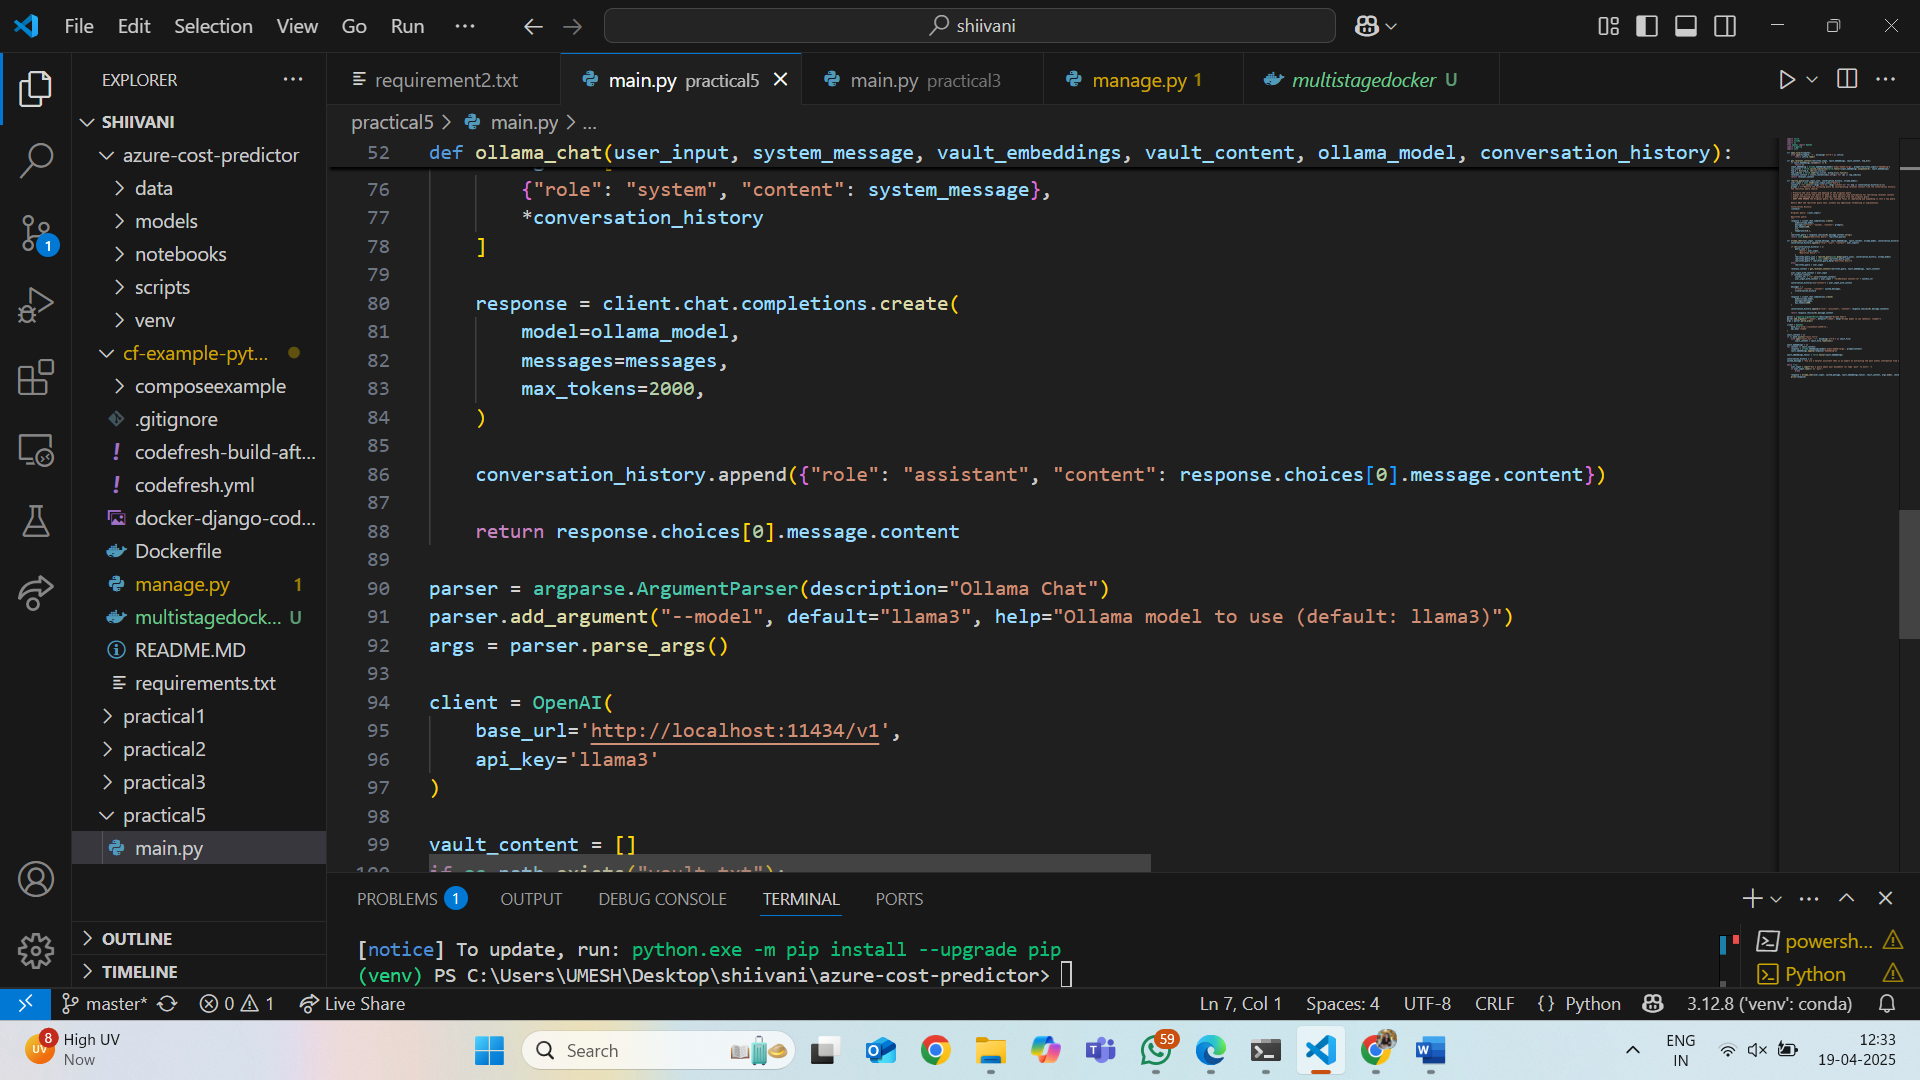 File Edit Selection View Go Run ··· shiivani
EXPLORER ···
SHIIVANI
azure-cost-predictor
data
models
notebooks
scripts
venv
cf-example-pyt...
composeexample
.gitignore
codefresh-build-aft...
codefresh.yml
docker-django-cod...
Dockerfile
manage.py 1
multistagedock... U
README.MD
requirements.txt
practical1
practical2
practical3
practical5
main.py
OUTLINE
TIMELINE
requirement2.txt main.py practical5 main.py practical3 manage.py 1 multistagedocker U
practical5 > main.py > ...
52 def ollama_chat(user_input, system_message, vault_embeddings, vault_content, ollama_model, conversation_history):
76 {"role": "system", "content": system_message},
77 *conversation_history
78 ]
79
80 response = client.chat.completions.create(
81 model=ollama_model,
82 messages=messages,
83 max_tokens=2000,
84 )
85
86 conversation_history.append({"role": "assistant", "content": response.choices[0].message.content})
87
88 return response.choices[0].message.content
89
90 parser = argparse.ArgumentParser(description="Ollama Chat")
91 parser.add_argument("--model", default="llama3", help="Ollama model to use (default: llama3)")
92 args = parser.parse_args()
93
94 client = OpenAI(
95 base_url='http://localhost:11434/v1',
96 api_key='llama3'
97 )
98
99 vault_content = []
100 if os.path.exists("vault.txt"):
PROBLEMS 1 OUTPUT DEBUG CONSOLE TERMINAL PORTS
[notice] To update, run: python.exe -m pip install --upgrade pip
(venv) PS C:\Users\UMESH\Desktop\shiivani\azure-cost-predictor>
powersh...
Python
1
master* 0 1 Live Share Ln 7, Col 1 Spaces: 4 UTF-8 CRLF {} Python 3.12.8 ('venv': conda)
8 UV High UV
Now
Search
59
ENG
IN
12:33
19-04-2025